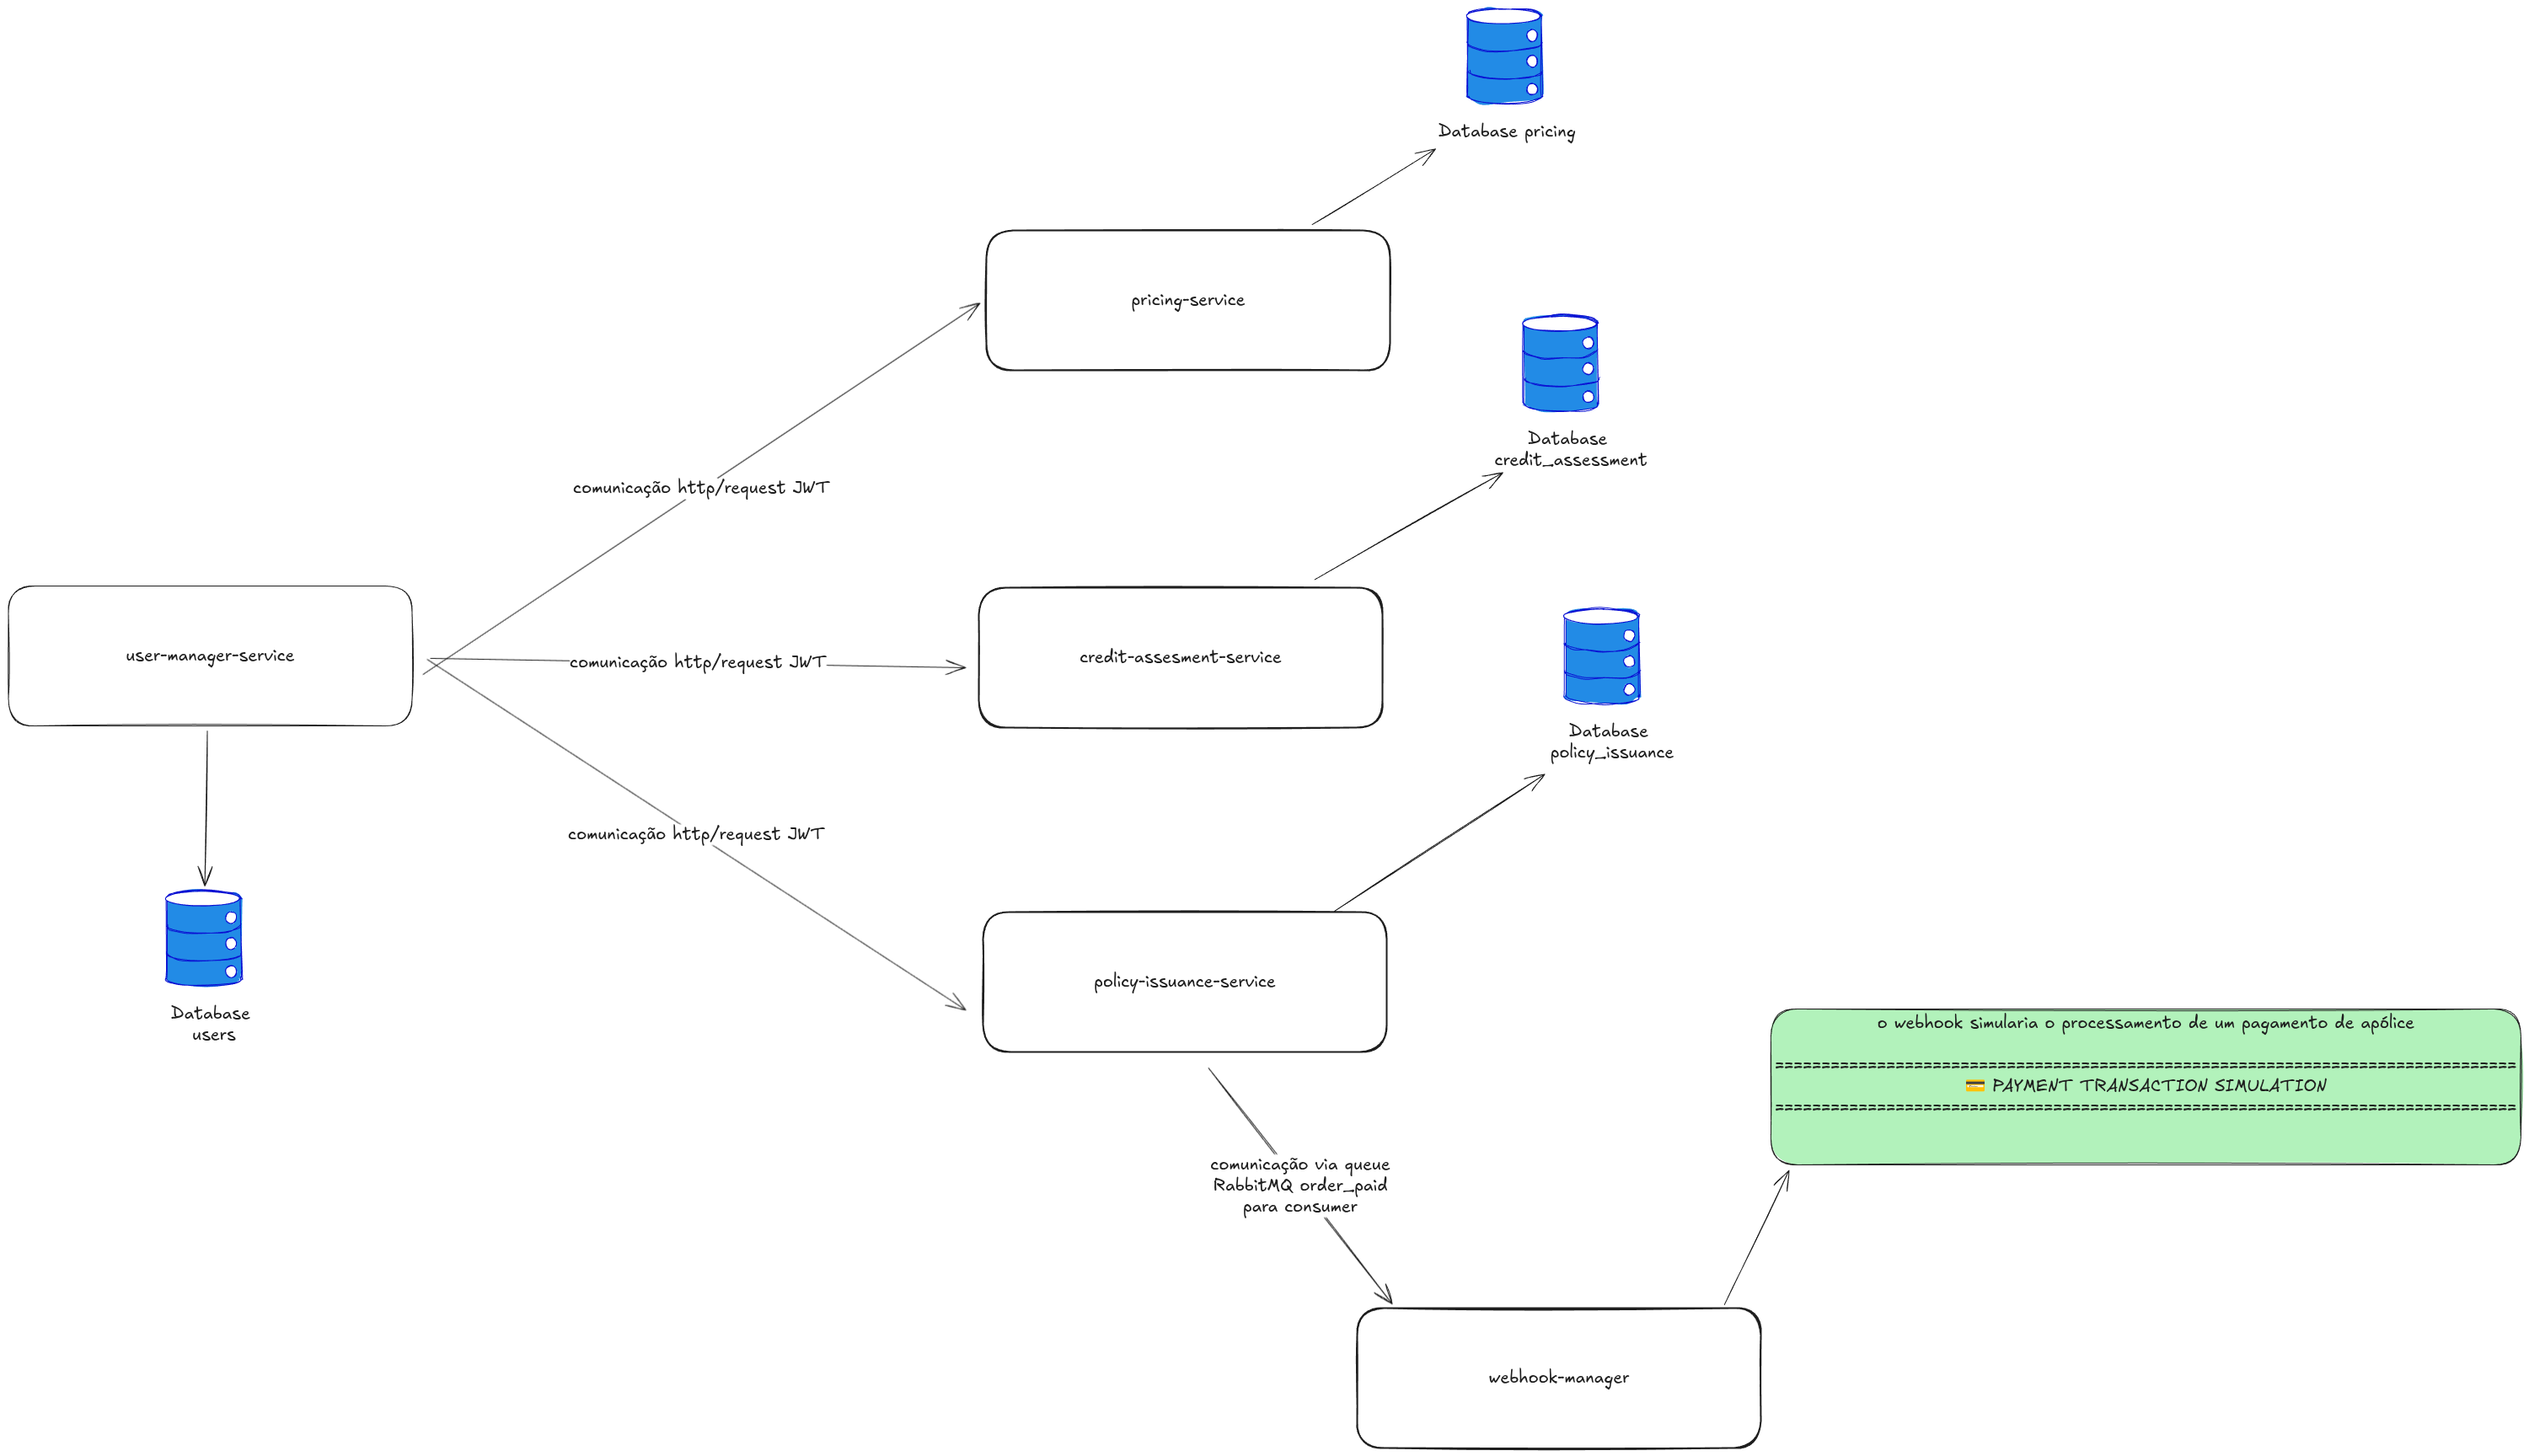 Database pricing
pricing-service
Database
credit_assessment
comunicação http/request JWT
user-manager-service
comunicação http/request JWT
credit-assesment-service
Database
policy_issuance
comunicação http/request JWT
policy-issuance-service
Database
users
o webhook simularia o processamento de um pagamento de apólice
================================================================================
💳 PAYMENT TRANSACTION SIMULATION
================================================================================
comunicação via queue
RabbitMQ order_paid
para consumer
webhook-manager